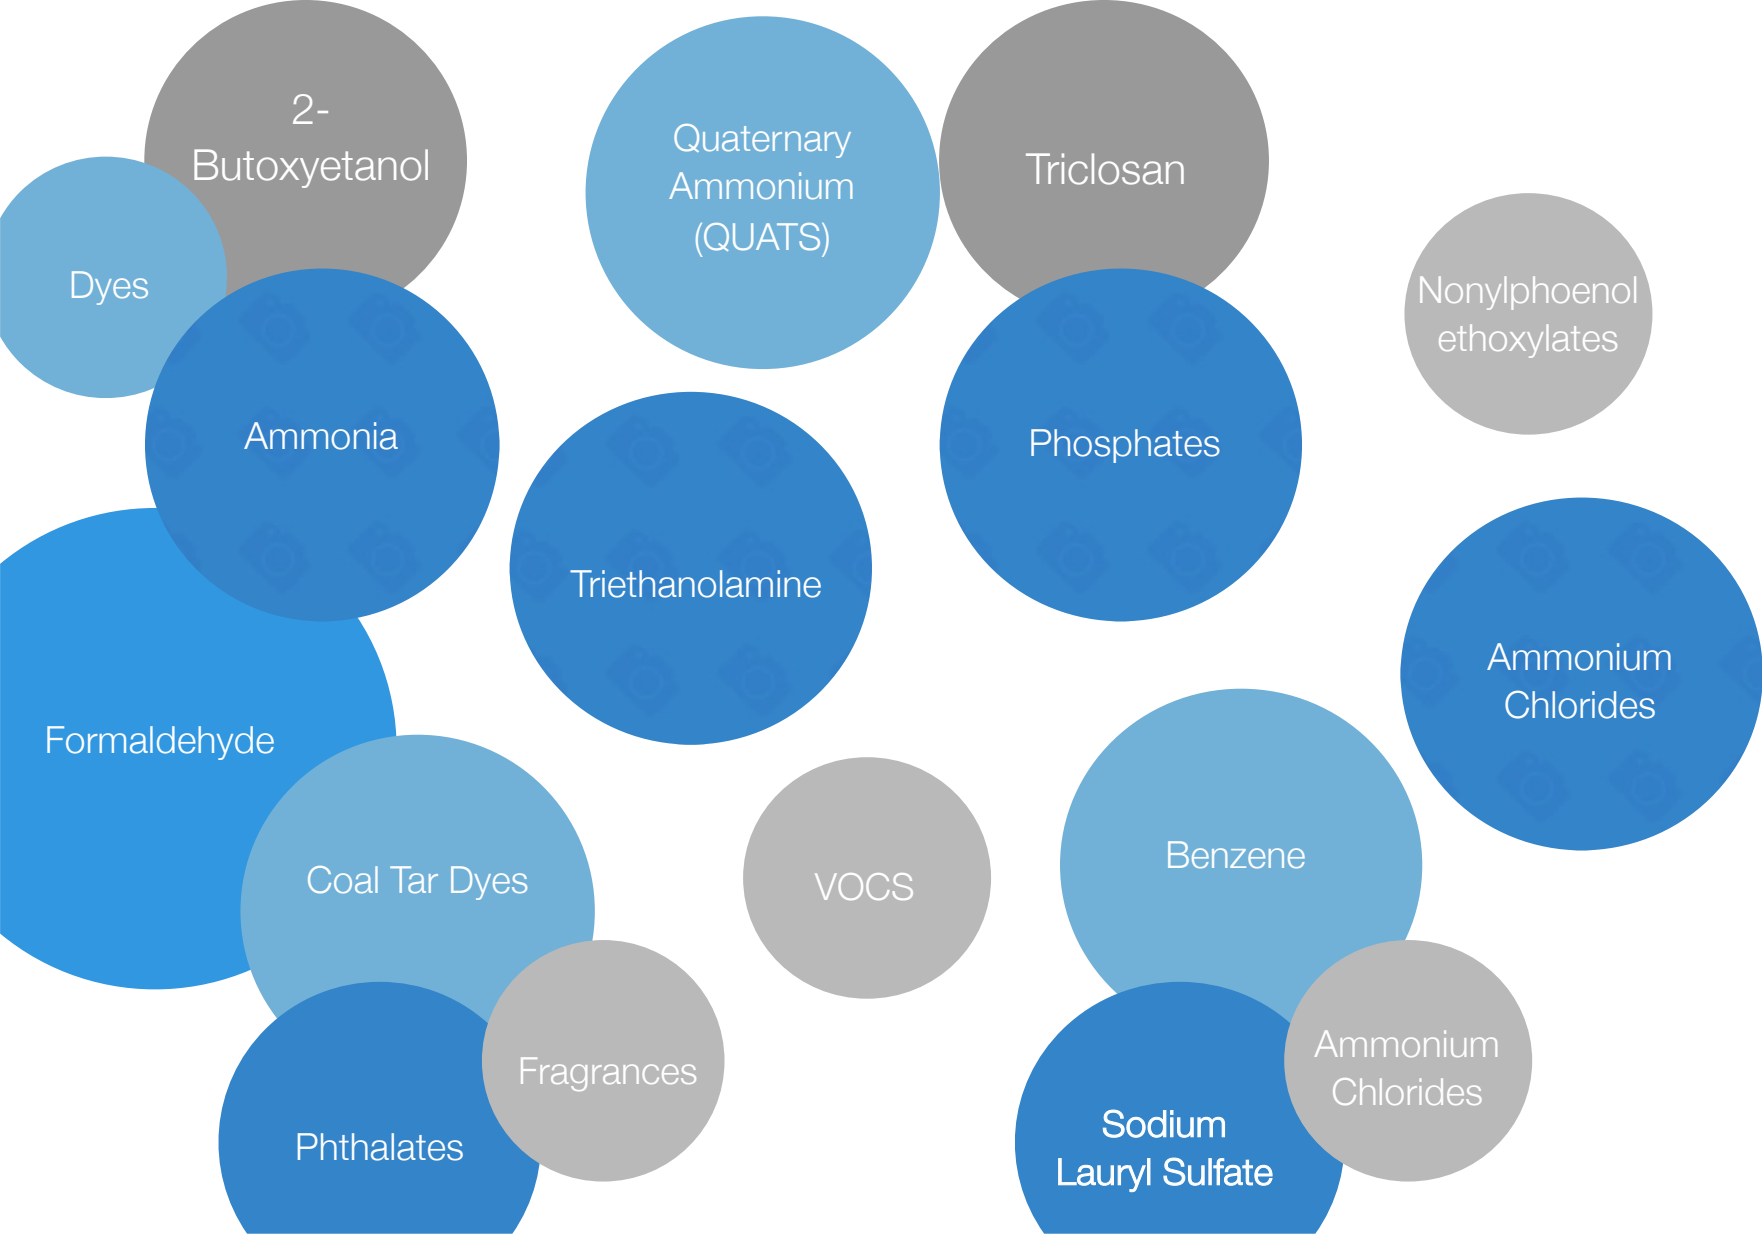 2-
Butoxyetanol
Quaternary
Ammonium
(QUATS)
Triclosan
Dyes
Nonylphoenol
ethoxylates
Ammonia
Phosphates
Triethanolamine
Ammonium
Chlorides
Formaldehyde
Coal Tar Dyes
VOCS
Benzene
Fragrances
Ammonium
Chlorides
Phthalates
Sodium
Lauryl Sulfate